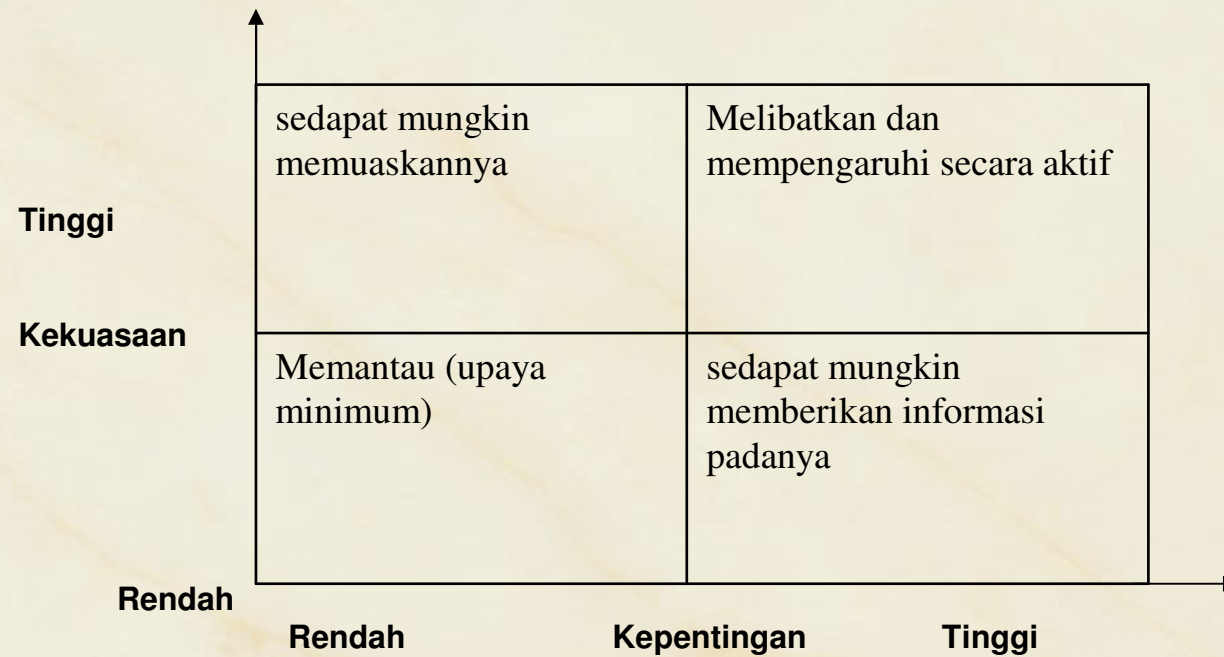 sedapat mungkin
memuaskannya
Melibatkan dan
mempengaruhi secara aktif
Tinggi
Kekuasaan
Memantau (upaya
minimum)
sedapat mungkin
memberikan informasi
padanya
Rendah
Rendah Kepentingan Tinggi